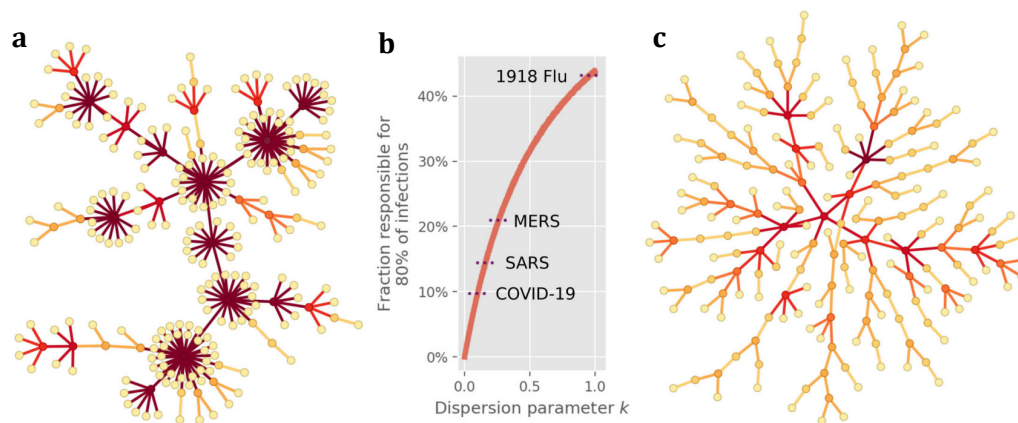 a
b
c
Fraction responsible for
80% of infections
40%
30%
20%
10%
0%
1918 Flu
MERS
SARS
COVID-19
0.0 0.5 1.0
Dispersion parameter k